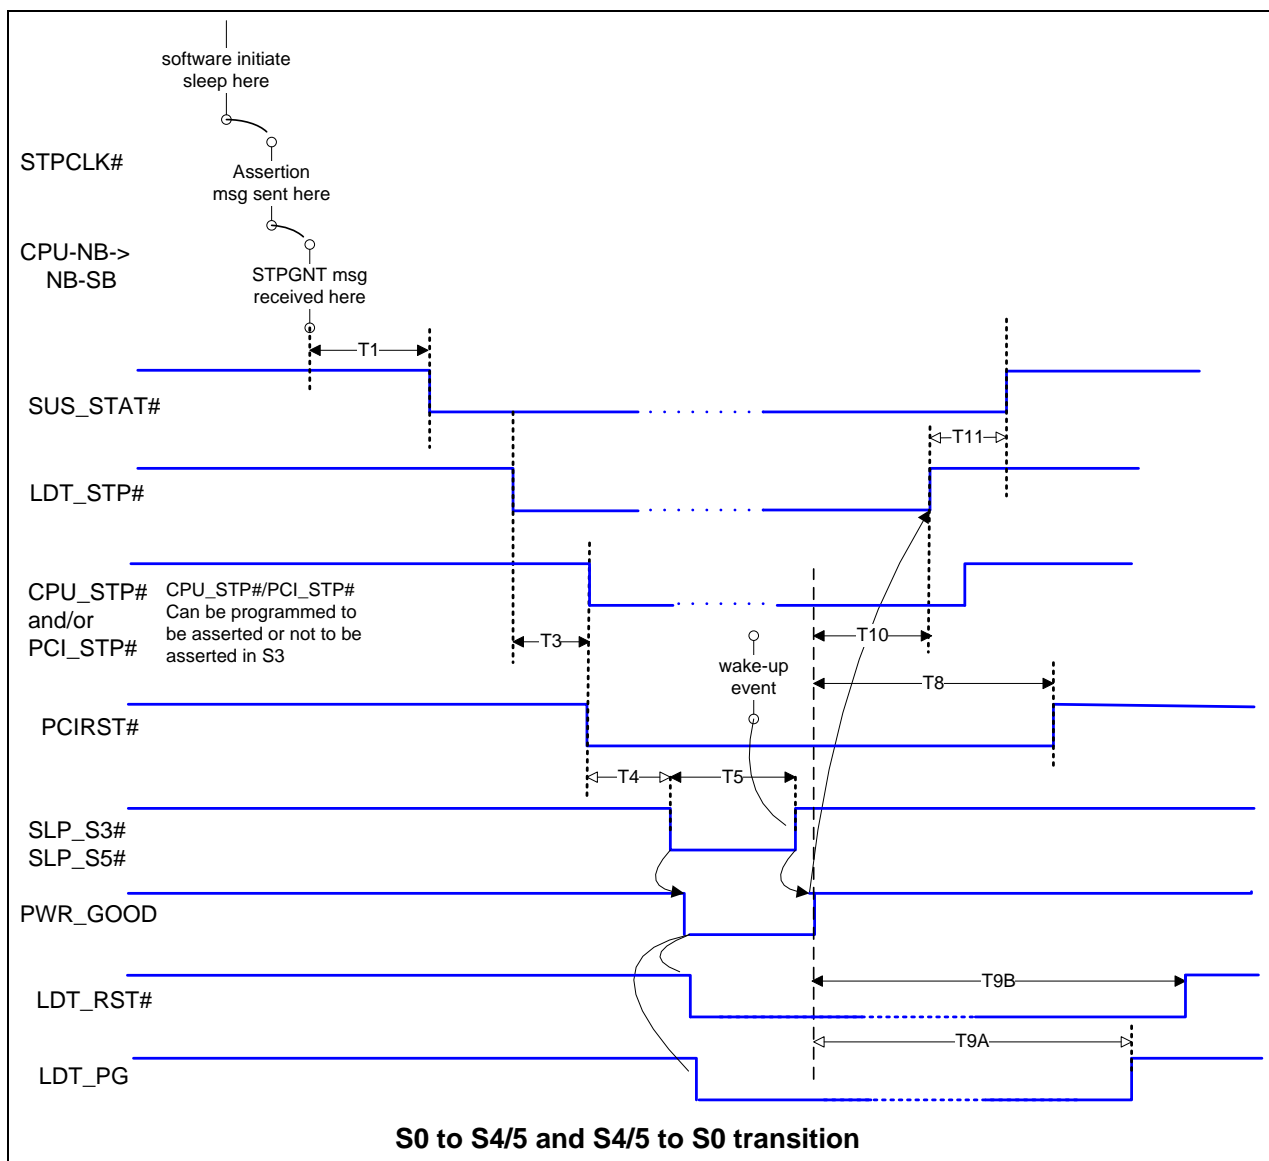 software initiate
sleep here
STPCLK#
Assertion
msg sent here
CPU-NB->
NB-SB
STPGNT msg
received here
T1
SUS_STAT#
T11
LDT_STP#
CPU_STP#
and/or
PCI_STP#
CPU_STP#/PCI_STP#
Can be programmed to
be asserted or not to be
asserted in S3
T3
T10
wake-up
event
T8
PCIRST#
T4
T5
SLP_S3#
SLP_S5#
PWR_GOOD
T9B
LDT_RST#
T9A
LDT_PG
S0 to S4/5 and S4/5 to S0 transition